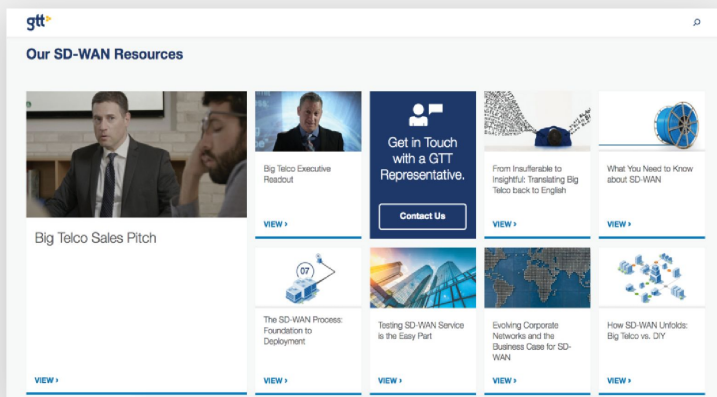 gtt
Our SD-WAN Resources
Big Telco Sales Pitch
VIEW ›
Big Telco Executive
Readout
VIEW ›
Get in Touch
with a GTT
Representative.
Contact Us
From Insufferable to
Insightful: Translating Big
Telco back to English
VIEW ›
What You Need to Know
about SD-WAN
VIEW ›
07
The SD-WAN Process:
Foundation to
Deployment
VIEW ›
Testing SD-WAN Service
is the Easy Part
VIEW ›
Evolving Corporate
Networks and the
Business Case for SD-
WAN
VIEW ›
How SD-WAN Unfolds:
Big Telco vs. DIY
VIEW ›